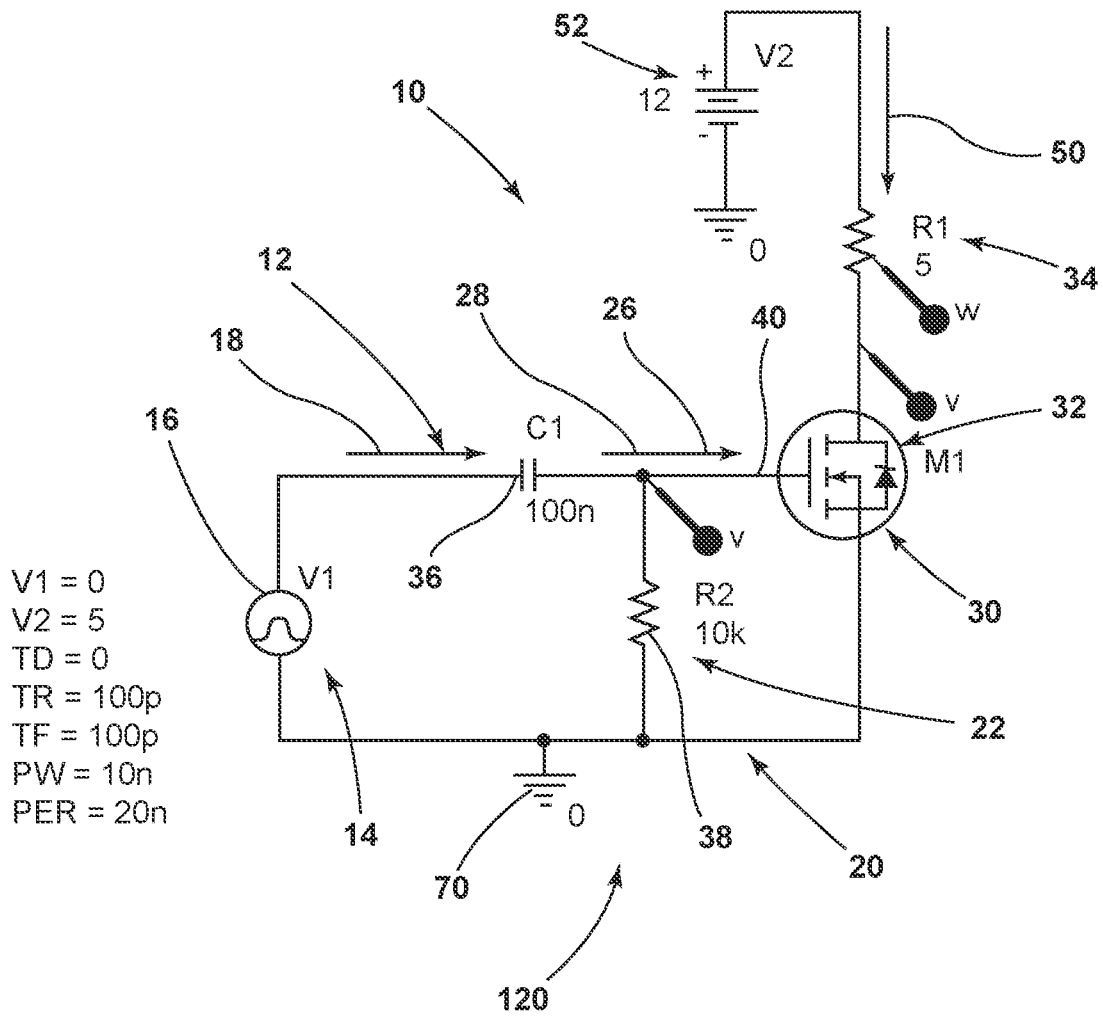 52
+
V2
12
-
10
50
0
R1
5
34
W
12
28
26
40
18
V
32
16
C1
M1
100n
V
36
30
V1
R2
10k
V1 = 0
V2 = 5
TD = 0
TR = 100p
TF = 100p
PW = 10n
PER = 20n
22
14
0
38
20
70
120